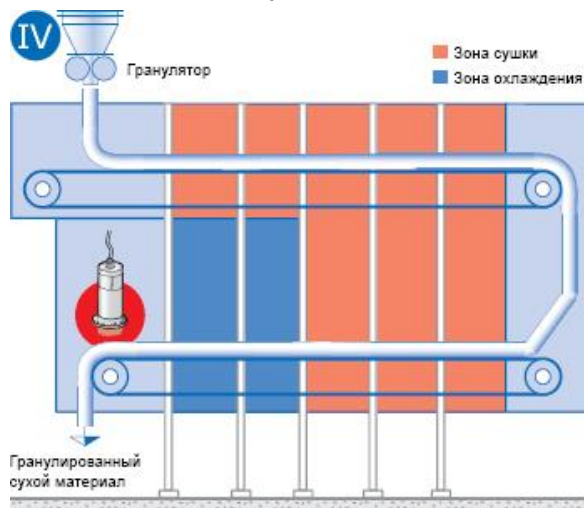 IV
Гранулятор
Зона сушки
Зона охлаждения
Гранулированный
сухой материал